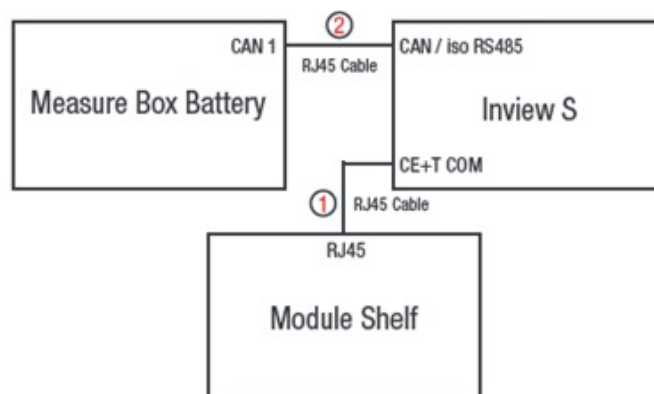 CAN 1
2
CAN / iso RS485
RJ45 Cable
Measure Box Battery
Inview S
CE+T COM
1
RJ45 Cable
RJ45
Module Shelf